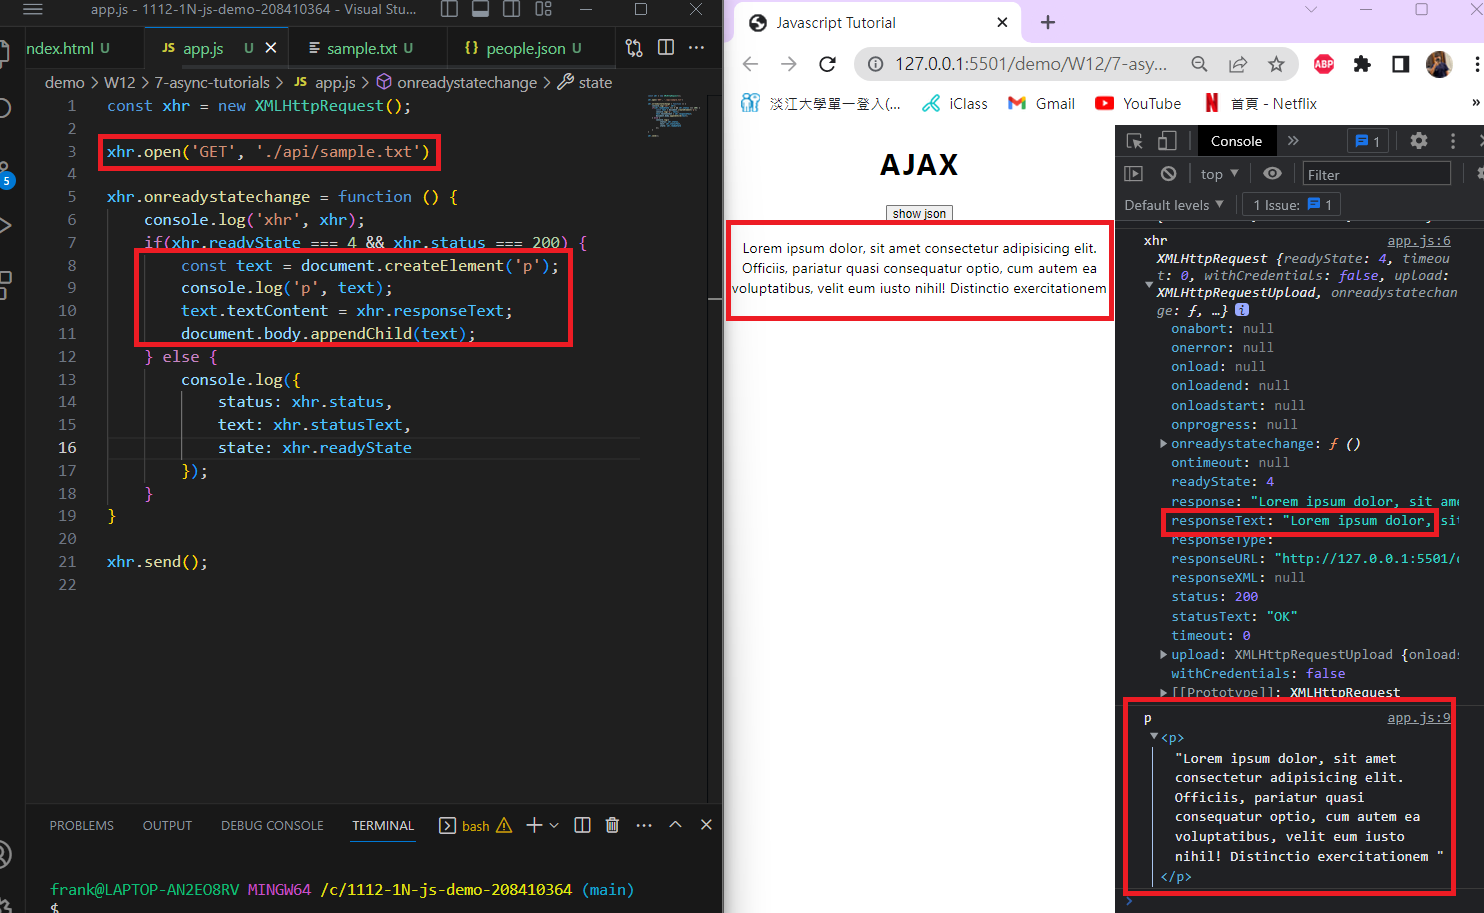 app.js - 1112-1N-js-demo-208410364 - Visual Stu...
ndex.html U
JS app.js U
sample.txt U
{} people.json U
demo > W12 > 7-async-tutorials > JS app.js > onreadystatechange > state
1 const xhr = new XMLHttpRequest();
2
3 xhr.open('GET', './api/sample.txt')
4
5 xhr.onreadystatechange = function () {
6 console.log('xhr', xhr);
7 if(xhr.readyState === 4 && xhr.status === 200) {
8 const text = document.createElement('p');
9 console.log('p', text);
10 text.textContent = xhr.responseText;
11 document.body.appendChild(text);
12 } else {
13 console.log({
14 status: xhr.status,
15 text: xhr.statusText,
16 state: xhr.readyState
17 });
18 }
19 }
20
21 xhr.send();
22
5
PROBLEMS OUTPUT DEBUG CONSOLE TERMINAL bash
frank@LAPTOP-AN2EO8RV MINGW64 /c/1112-1N-js-demo-208410364 (main)
$
Javascript Tutorial
127.0.0.1:5501/demo/W12/7-asy...
ABP
淡江大學單一登入(... iClass Gmail YouTube 首頁 - Netflix »
AJAX
show json
Lorem ipsum dolor, sit amet consectetur adipisicing elit.
Officiis, pariatur quasi consequatur optio, cum autem ea
voluptatibus, velit eum iusto nihil! Distinctio exercitationem
Console » 1
top Filter
Default levels 1 Issue: 1
xhr app.js:6
XMLHttpRequest {readyState: 4, timeou
t: 0, withCredentials: false, upload:
XMLHttpRequestUpload, onreadystatechan
ge: ƒ, …} i
onabort: null
onerror: null
onload: null
onloadend: null
onloadstart: null
onprogress: null
onreadystatechange: ƒ ()
ontimeout: null
readyState: 4
response: "Lorem ipsum dolor, sit ame
responseText: "Lorem ipsum dolor, sit
responseType:
responseURL: "http://127.0.0.1:5501/d
responseXML: null
status: 200
statusText: "OK"
timeout: 0
upload: XMLHttpRequestUpload {onloads
withCredentials: false
[[Prototype]]: XMLHttpRequest
p app.js:9
<p>
"Lorem ipsum dolor, sit amet
consectetur adipisicing elit.
Officiis, pariatur quasi
consequatur optio, cum autem ea
voluptatibus, velit eum iusto
nihil! Distinctio exercitationem "
</p>
>